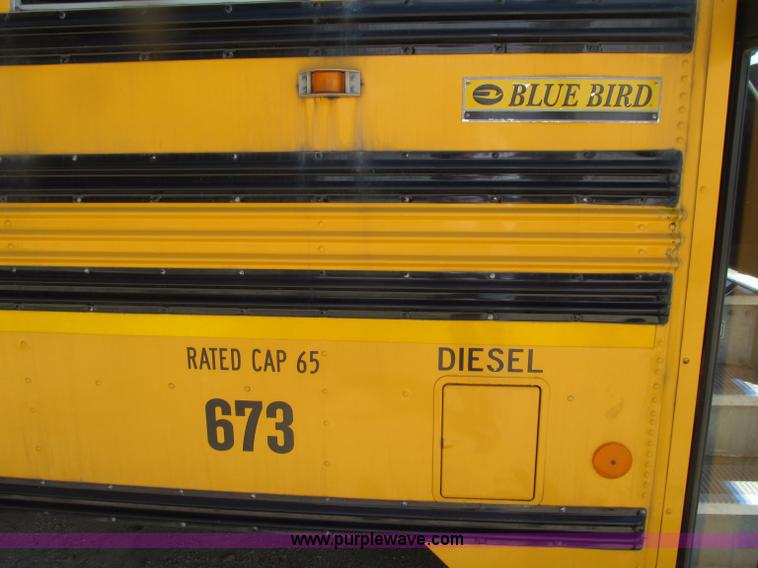 BLUE BIRD
RATED CAP 65
DIESEL
673
www.purplewave.com